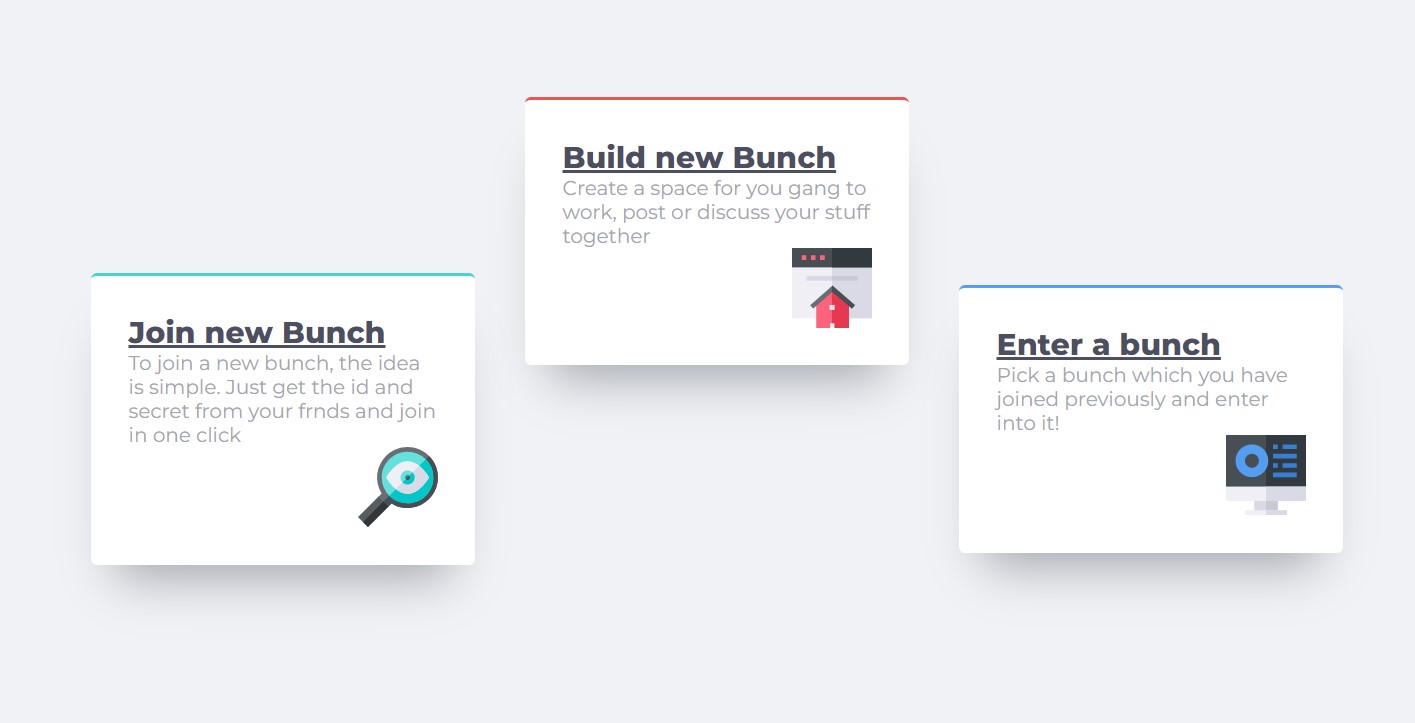 Build new Bunch
Create a space for you gang to
work, post or discuss your stuff
together
Join new Bunch
To join a new bunch, the idea
is simple. Just get the id and
secret from your frnds and join
in one click
Enter a bunch
Pick a bunch which you have
joined previously and enter
into it!